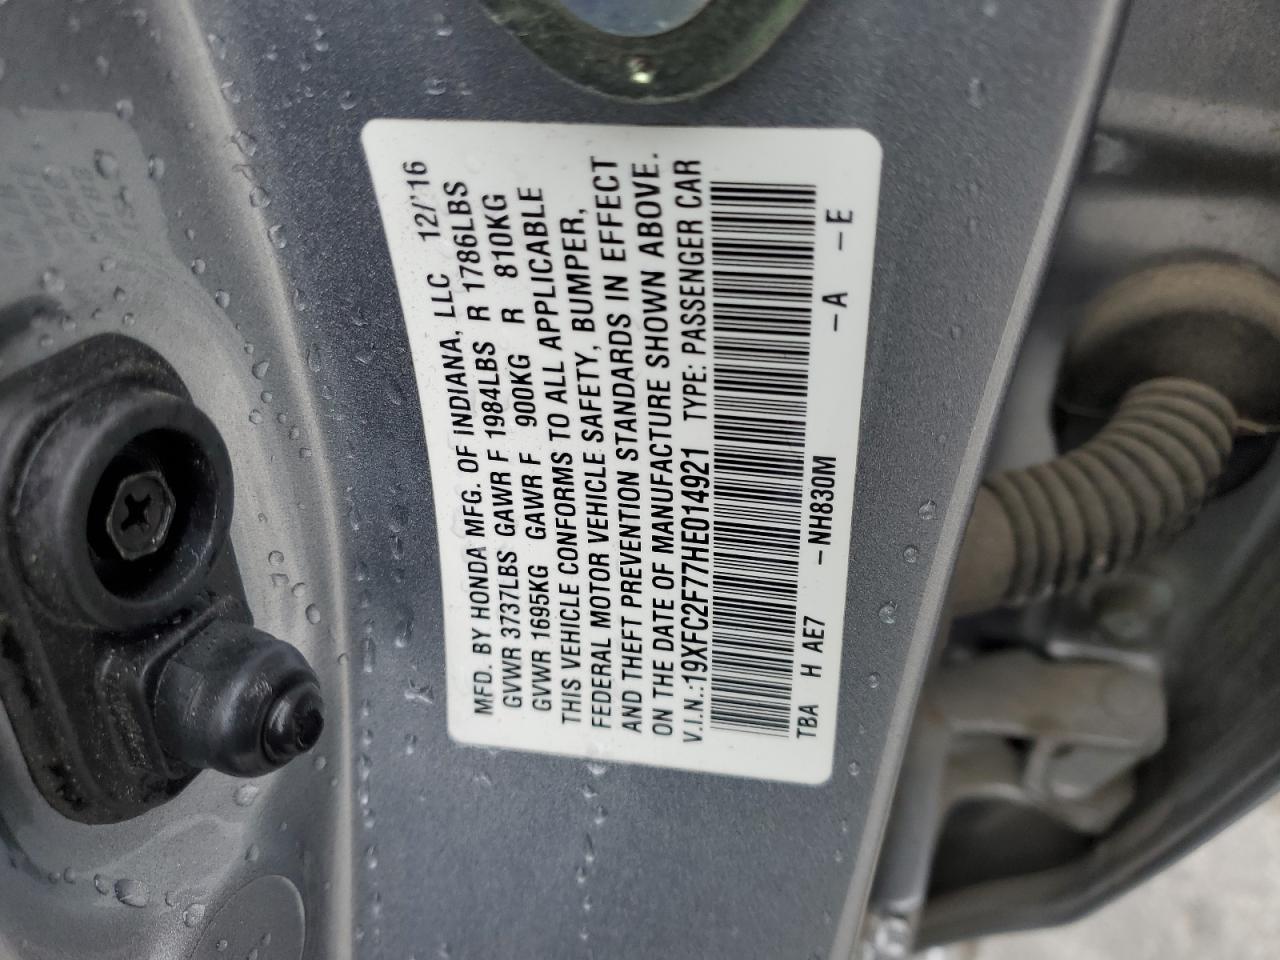 MFD. BY HONDA MFG. OF INDIANA, LLC 12/'16
GVWR 3737LBS GAWR F 1984LBS R 1786LBS
GVWR 1695KG GAWR F 900KG R 810KG
THIS VEHICLE CONFORMS TO ALL APPLICABLE
FEDERAL MOTOR VEHICLE SAFETY, BUMPER,
AND THEFT PREVENTION STANDARDS IN EFFECT
ON THE DATE OF MANUFACTURE SHOWN ABOVE.
V.I.N.:19XFC2F77HE014921 TYPE: PASSENGER CAR
TBA H AE7 -NH830M -A -E